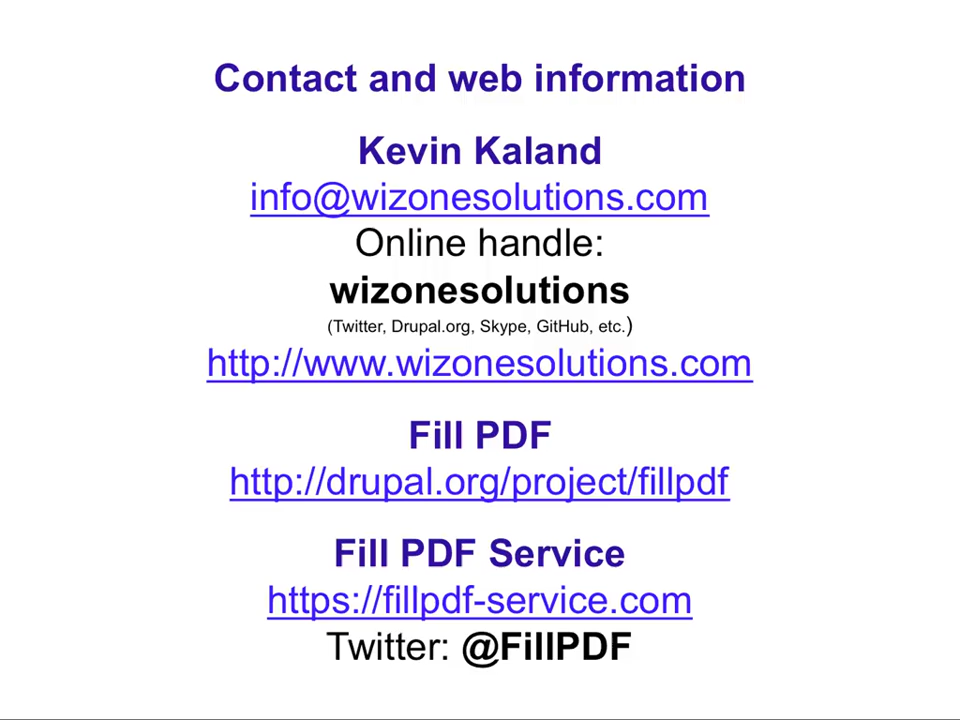 Contact and web information
Kevin Kaland
info@wizonesolutions.com
Online handle:
wizonesolutions
(Twitter, Drupal.org, Skype, GitHub, etc.)
http://www.wizonesolutions.com
Fill PDF
http://drupal.org/project/fillpdf
Fill PDF Service
https://fillpdf-service.com
Twitter: @FillPDF